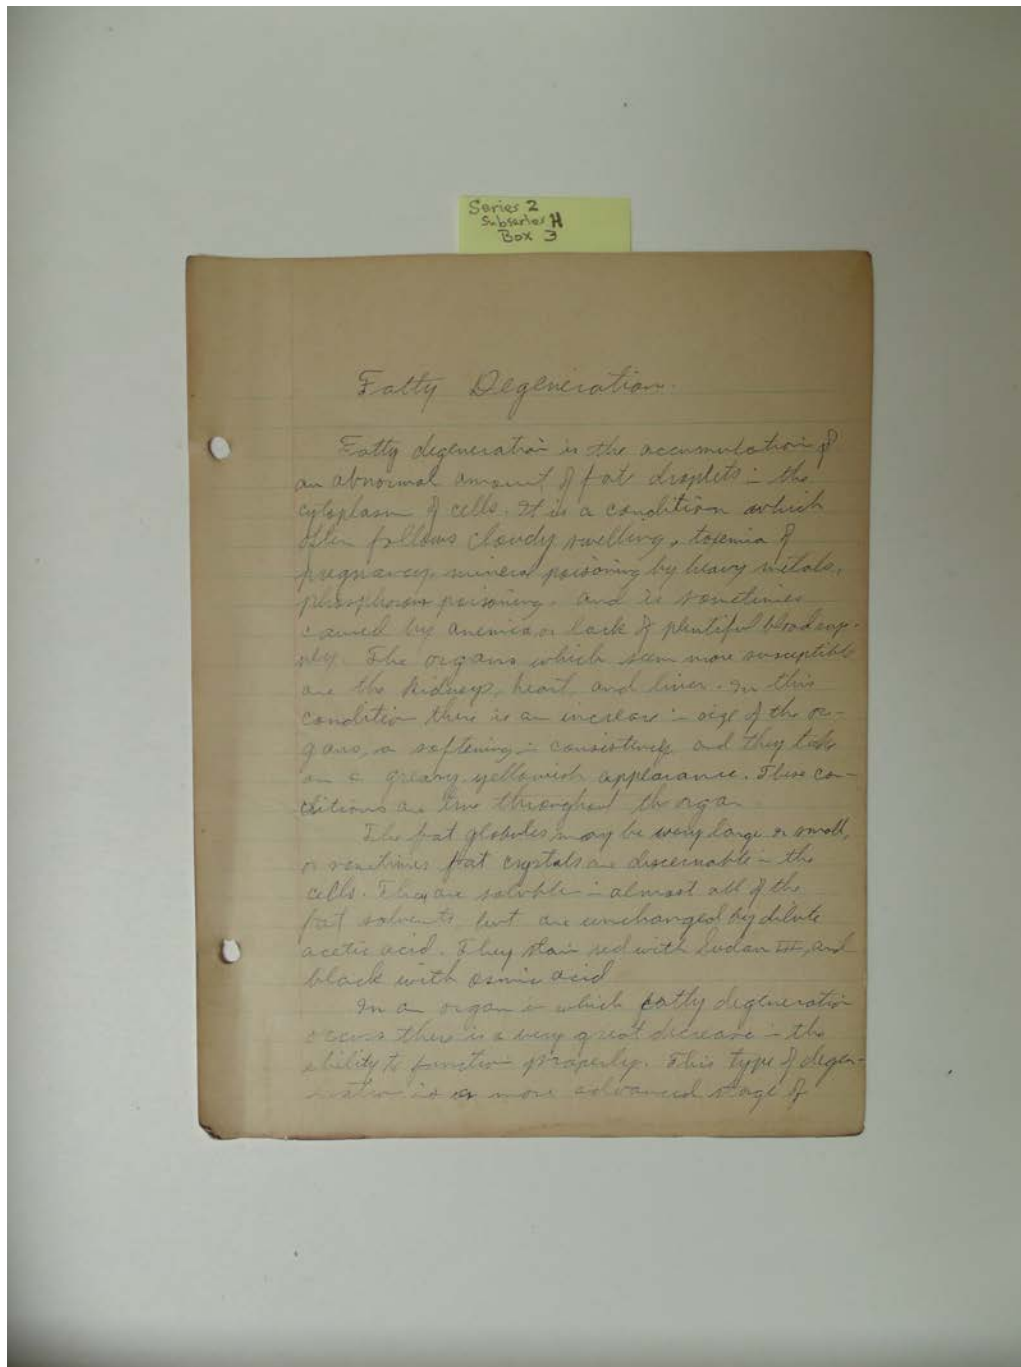 Series 2
Subseries H
Box 3
Fatty Degeneration.
Fatty degeneration is the accumulation of
an abnormal amount of fat droplets in the
cytoplasm of cells. It is a condition which
often follows cloudy swelling, toxemia of
pregnancy, mineral poisoning by heavy metals,
phosphorous poisoning, and is sometimes
caused by anemia or lack of plentiful blood sup-
ply. The organs which seem more susceptible
are the kidneys, heart, and liver. In this
condition there is an increase in size of the or-
gans, a softening in consistency and they take
on a greasy yellowish appearance. These con-
ditions are true throughout the organ.
The fat globules may be very large or small,
or sometimes fat crystals are discernable in the
cells. They are soluble in almost all of the
fat solvents but are unchanged by dilute
acetic acid. They stain red with Sudan III, and
black with osmic acid
In an organ in which fatty degeneration
occurs there is a very great decrease in the
ability to function properly. This type of degen-
eration is a more advanced stage of